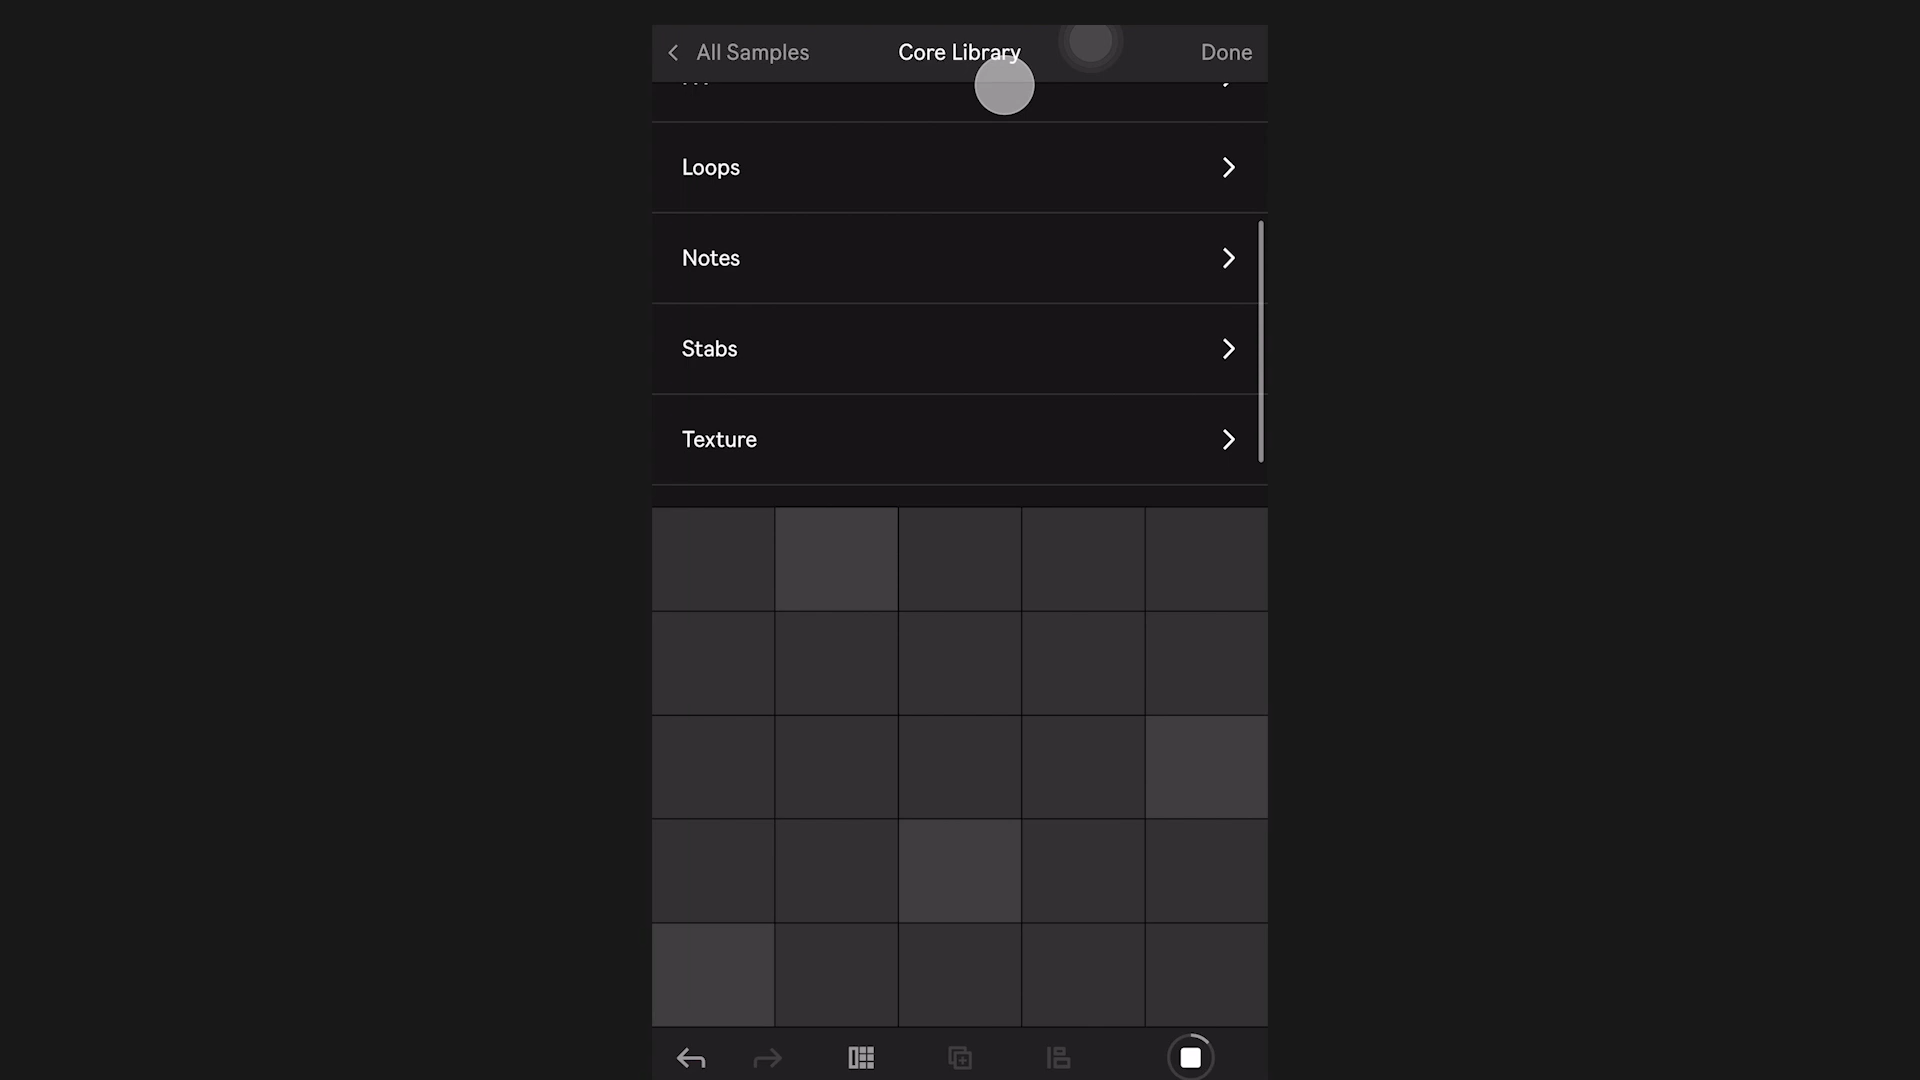 All Samples
Core Library
Done
Loops
Notes
Stabs
Texture